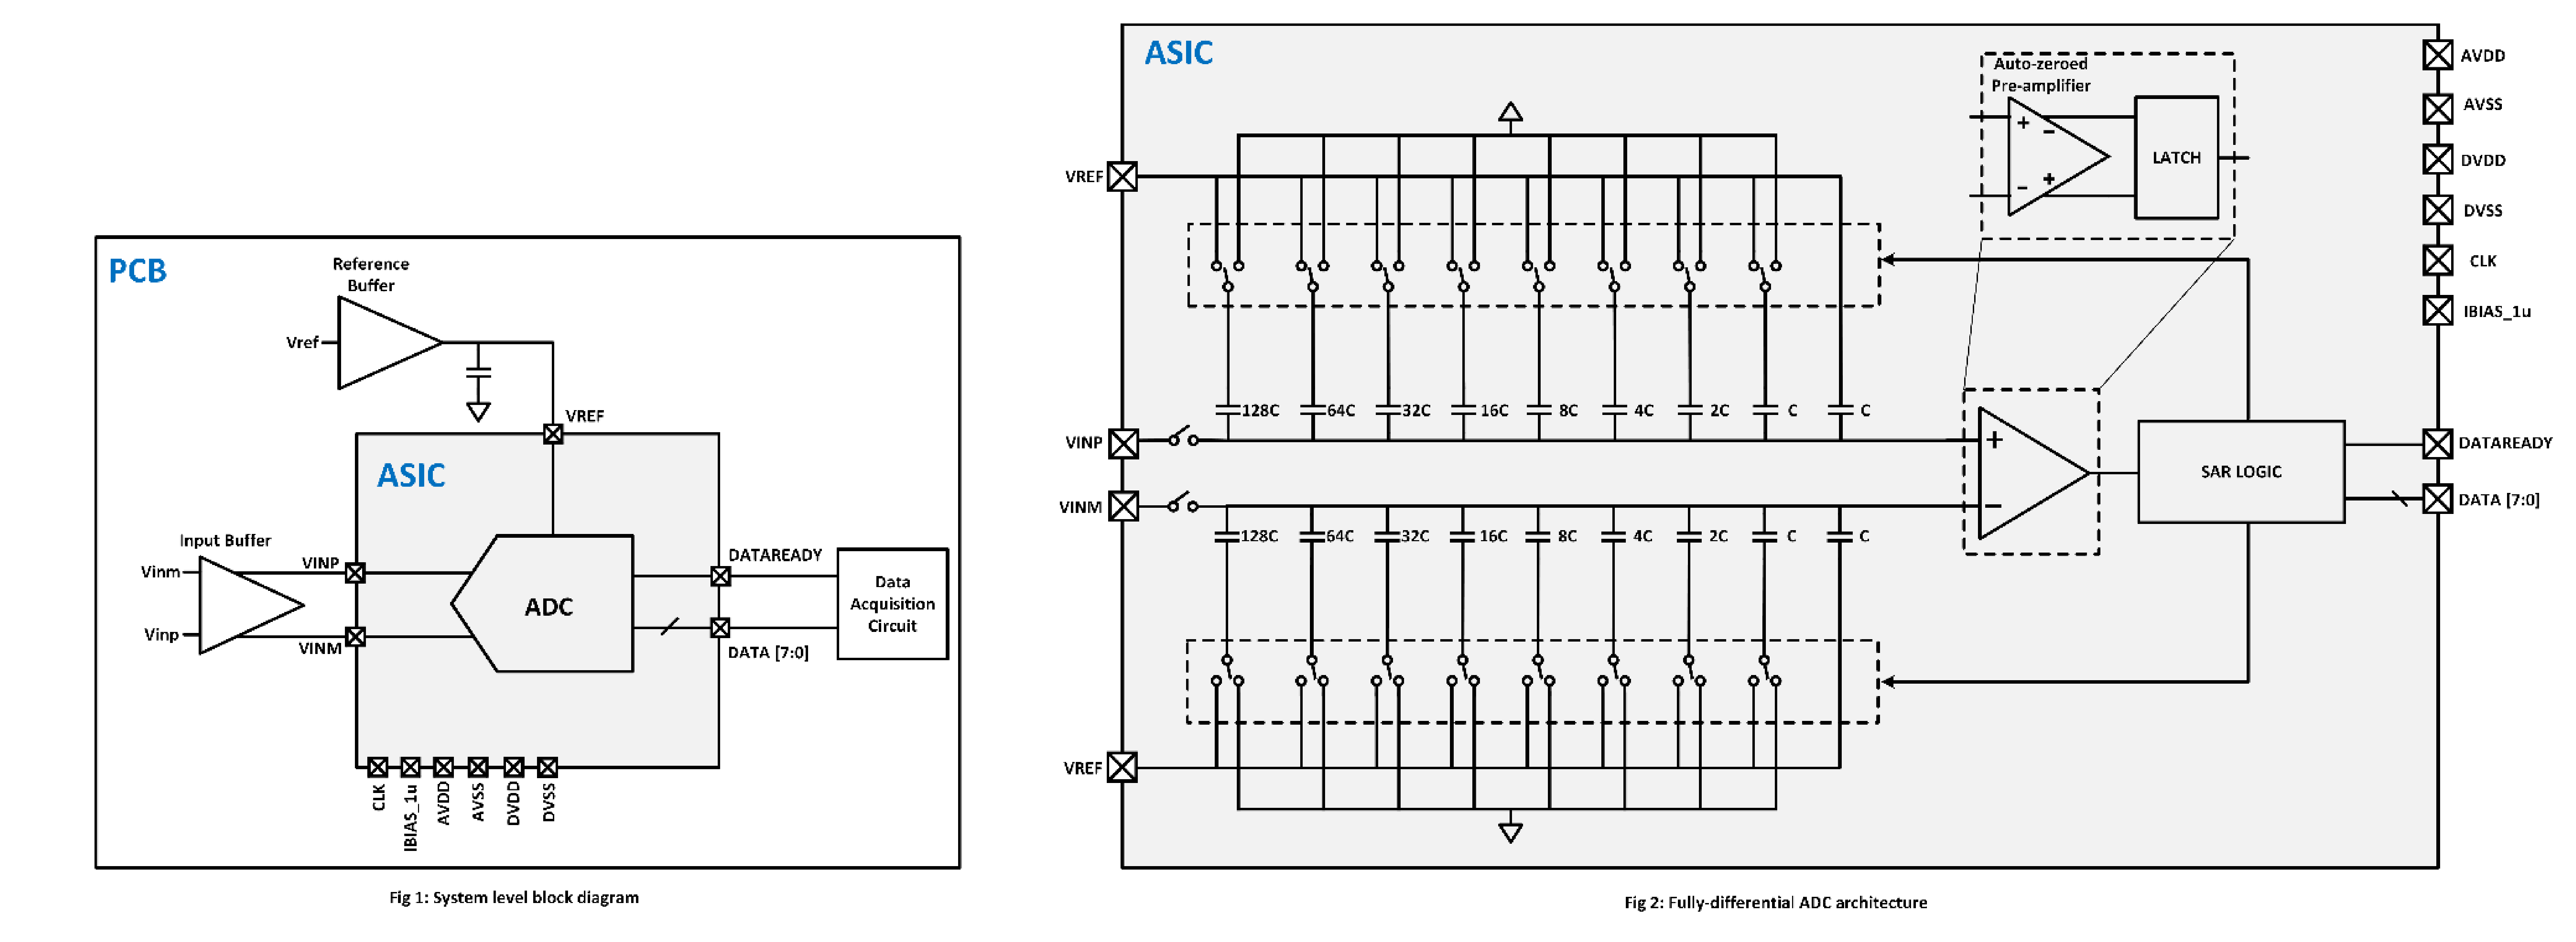 PCB
Reference
Buffer
Vref
VREF
ASIC
Input Buffer
Vinm
VINP
Vinp
VINM
ADC
DATAREADY
DATA [7:0]
Data
Acquisition
Circuit
CLK
IBIAS_1u
AVDD
AVSS
DVDD
DVSS
Fig 1: System level block diagram
ASIC
Auto-zeroed
Pre-amplifier
+
−
−
+
LATCH
AVDD
AVSS
DVDD
DVSS
CLK
IBIAS_1u
VREF
128C 64C 32C 16C 8C 4C 2C C C
VINP
+
VINM
−
128C 64C 32C 16C 8C 4C 2C C C
SAR LOGIC
DATAREADY
DATA [7:0]
VREF
Fig 2: Fully-differential ADC architecture